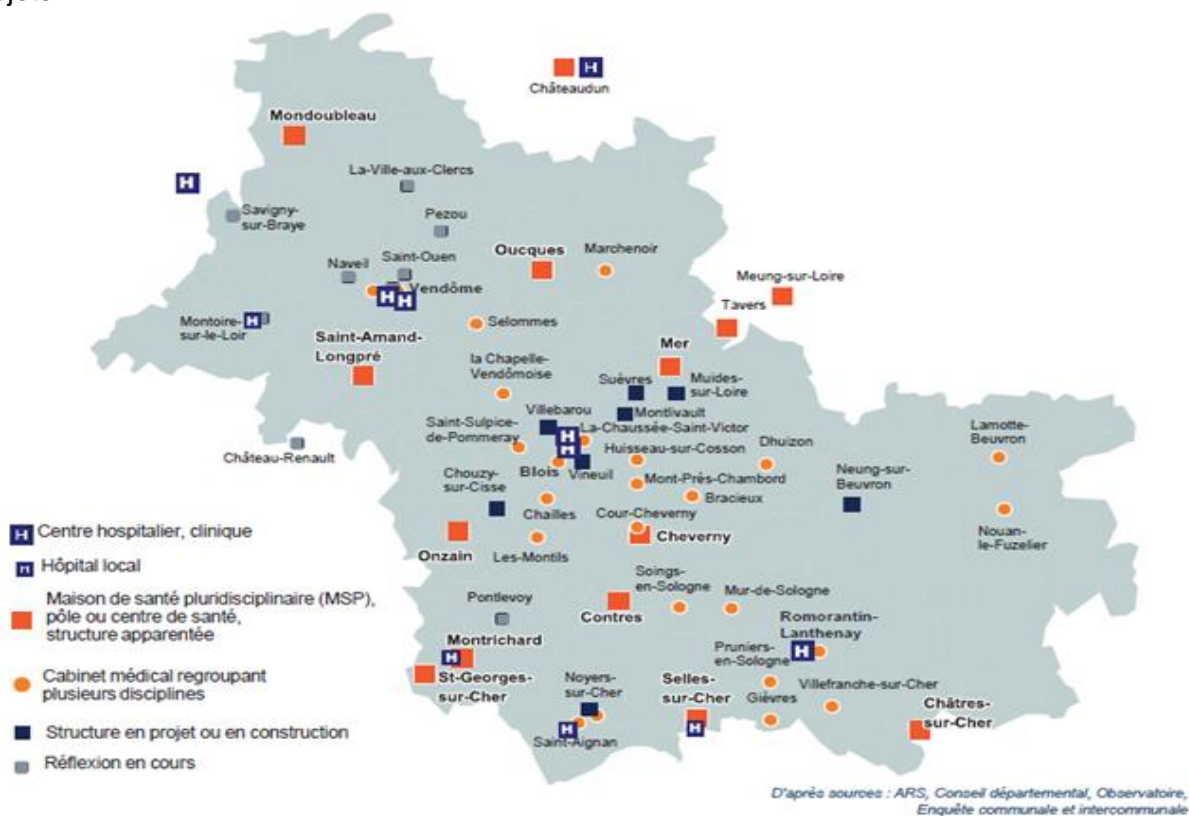 Châteaudun
Mondoubleau
La-Ville-aux-Clercs
Savigny-
sur-Braye
Pezou
Saint-Ouen
Naveil
Oucques
Marchenoir
Vendôme
Meung-sur-Loire
Tavers
Montoire-
sur-le-Loir
Selommes
Saint-Amand-
Longpré
Mer
la Chapelle-
Vendômoise
Suèvres
Muides-
sur-Loire
Villebarou
Montlivault
Saint-Sulpice-
de-Pommeray
La-Chaussée-Saint-Victor
Lamotte-
Beuvron
Château-Renault
Huisseau-sur-Cosson
Dhuizon
Blois
Vineuil
Neung-sur-
Beuvron
Chouzy-
sur-Cisse
Mont-Près-Chambord
Bracieux
Chailles
Cour-Cheverny
Nouan-
le-Fuzelier
Cheverny
Onzain
Les-Montils
Soings-
en-Sologne
Mur-de-Sologne
Pontlevoy
Contres
Romorantin-
Lanthenay
Montrichard
Pruniers-
en-Sologne
St-Georges-
sur-Cher
Noyers-
sur-Cher
Selles-
sur-Cher
Villefranche-sur-Cher
Gièvres
Châtres-
sur-Cher
Saint-Aignan
H Centre hospitalier, clinique
H Hôpital local
Maison de santé pluridisciplinaire (MSP),
pôle ou centre de santé,
structure apparentée
Cabinet médical regroupant
plusieurs disciplines
Structure en projet ou en construction
Réflexion en cours
D'après sources : ARS, Conseil départemental, Observatoire,
Enquête communale et intercommunale